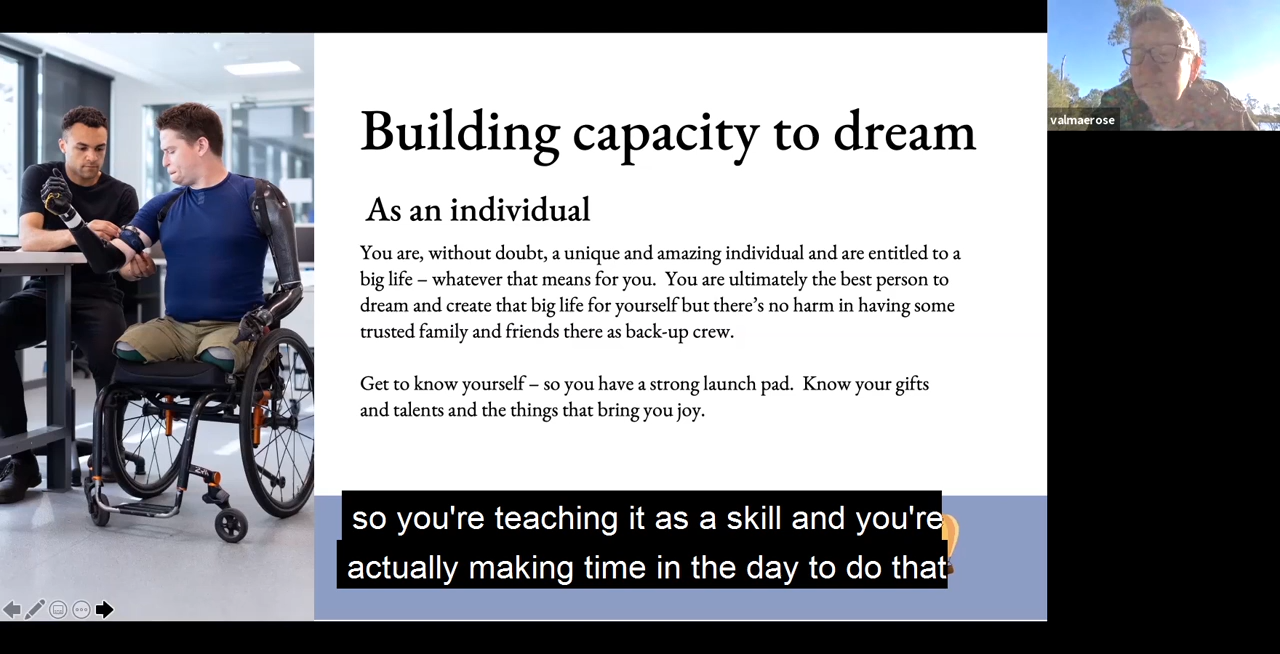 Building capacity to dream
As an individual
You are, without doubt, a unique and amazing individual and are entitled to a
big life – whatever that means for you.  You are ultimately the best person to
dream and create that big life for yourself but there’s no harm in having some
trusted family and friends there as back-up crew.
Get to know yourself – so you have a strong launch pad.  Know your gifts
and talents and the things that bring you joy.
so you're teaching it as a skill and you're
actually making time in the day to do that
valmaerose